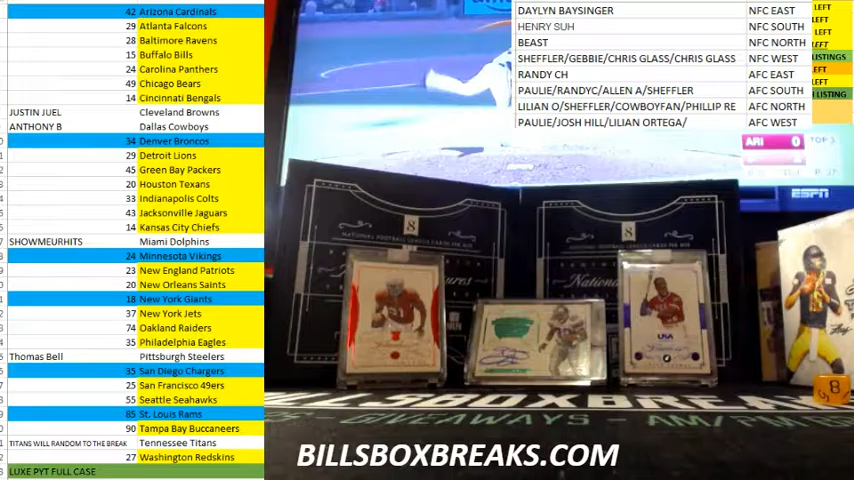 42 Arizona Cardinals
29 Atlanta Falcons
28 Baltimore Ravens
15 Buffalo Bills
24 Carolina Panthers
49 Chicago Bears
14 Cincinnati Bengals
JUSTIN JUEL Cleveland Browns
ANTHONY B Dallas Cowboys
34 Denver Broncos
29 Detroit Lions
45 Green Bay Packers
20 Houston Texans
33 Indianapolis Colts
43 Jacksonville Jaguars
14 Kansas City Chiefs
SHOWMEURHITS Miami Dolphins
24 Minnesota Vikings
23 New England Patriots
20 New Orleans Saints
18 New York Giants
37 New York Jets
74 Oakland Raiders
35 Philadelphia Eagles
Thomas Bell Pittsburgh Steelers
35 San Diego Chargers
25 San Francisco 49ers
55 Seattle Seahawks
85 St. Louis Rams
90 Tampa Bay Buccaneers
TITANS WILL RANDOM TO THE BREAK Tennessee Titans
27 Washington Redskins
LUXE PYT FULL CASE
DAYLYN BAYSINGER NFC EAST LEFT
HENRY SUH NFC SOUTH LEFT
BEAST NFC NORTH LEFT
SHEFFLER/GEBBIE/CHRIS GLASS/CHRIS GLASS NFC WEST LISTINGS
RANDY CH AFC EAST LEFT
PAULIE/RANDYC/ALLEN A/SHEFFLER AFC SOUTH LEFT
LILIAN O/SHEFFLER/COWBOYFAN/PHILLIP RE AFC NORTH LISTING
PAULIE/JOSH HILL/LILIAN ORTEGA/ AFC WEST
ARI 0 TOP
ESPN
8
8
USA
8
BILLSBOXBREAKS.COM
GIVEAWAYS - AM/PM